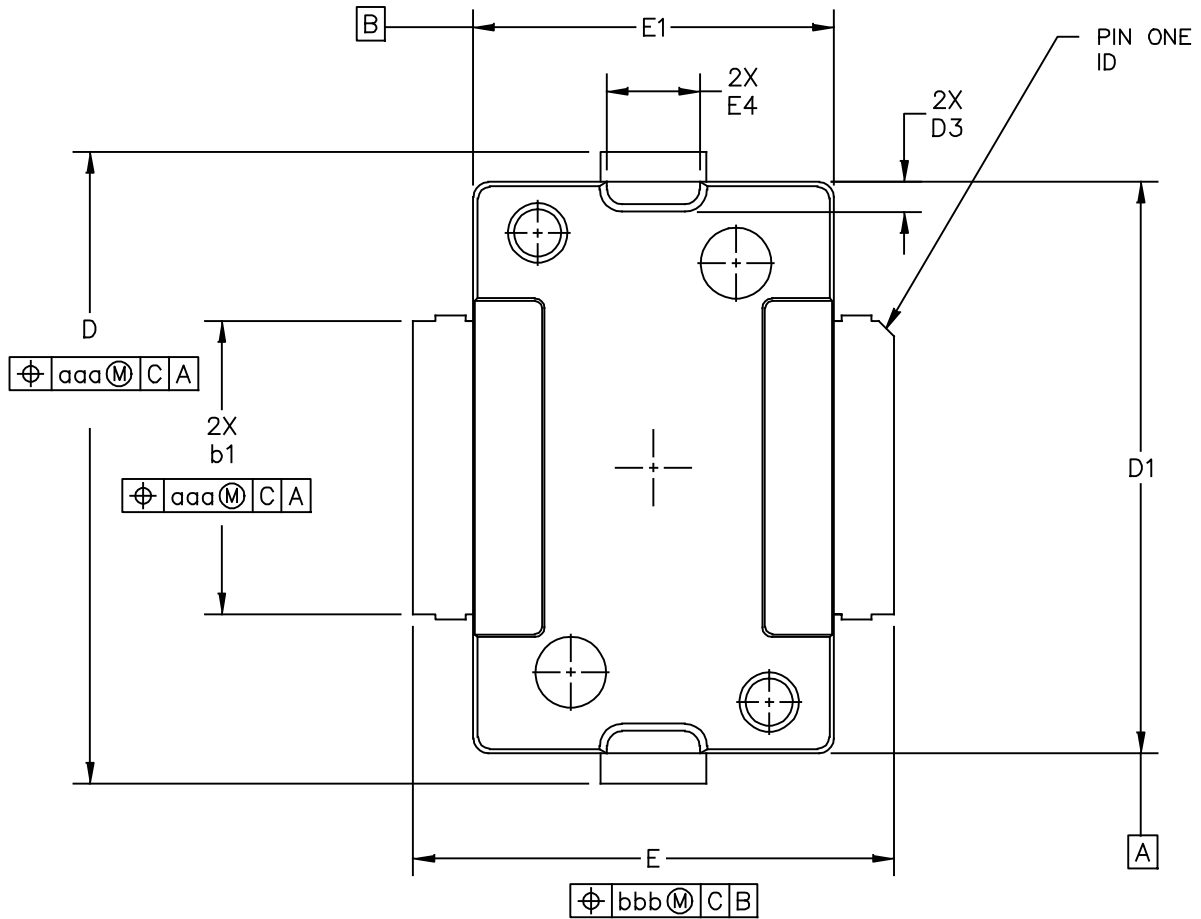 B
E1
PIN ONE
ID
2X
E4
2X
D3
D
⌖ aaa Ⓜ C A
2X
b1
⌖ aaa Ⓜ C A
D1
A
E
⌖ bbb Ⓜ C B